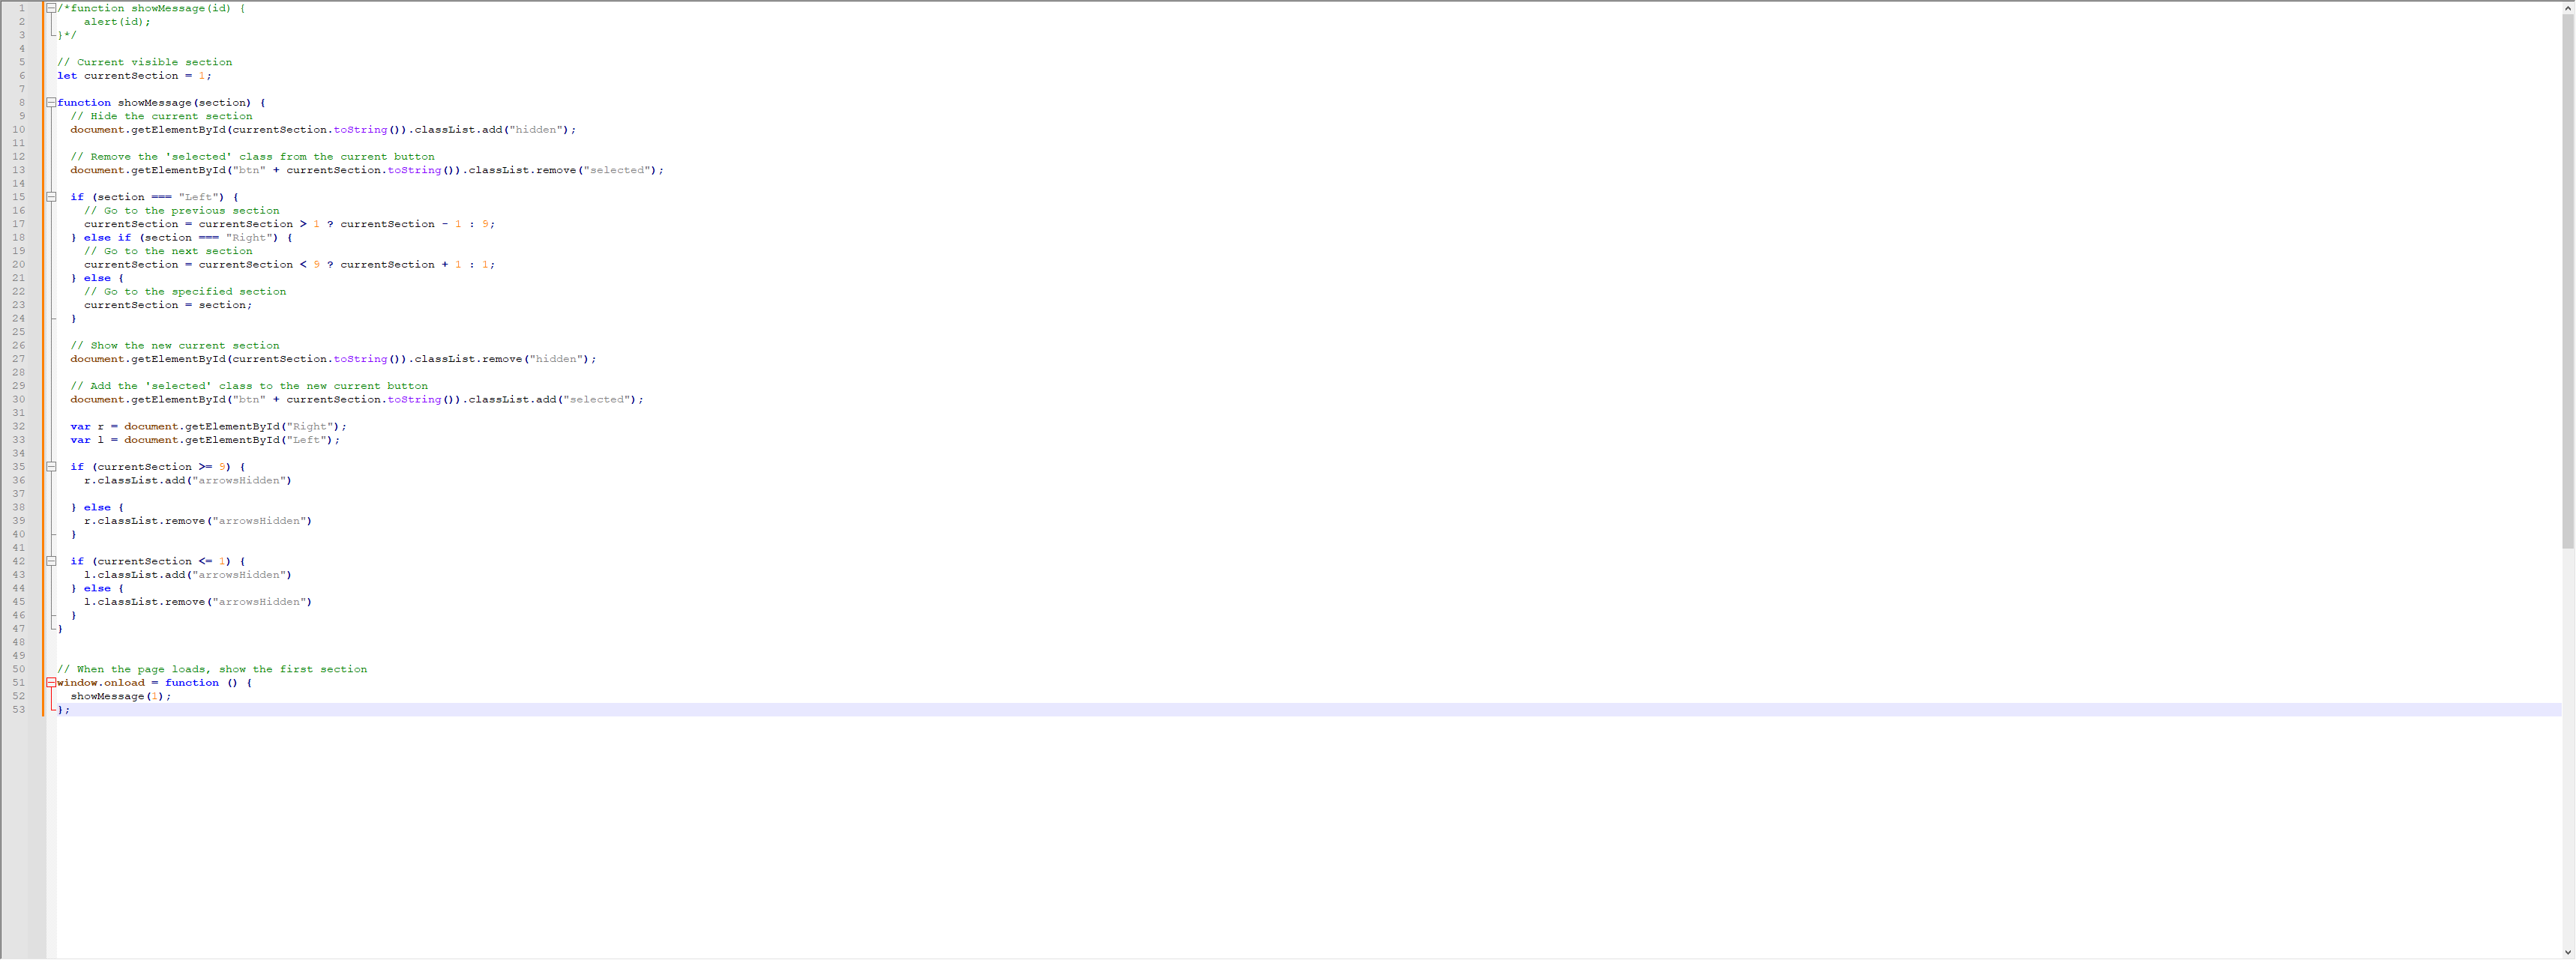 1 /*function showMessage(id) {
2     alert(id);
3 }*/
4
5 // Current visible section
6 let currentSection = 1;
7
8 function showMessage(section) {
9   // Hide the current section
10   document.getElementById(currentSection.toString()).classList.add("hidden");
11
12   // Remove the 'selected' class from the current button
13   document.getElementById("btn" + currentSection.toString()).classList.remove("selected");
14
15   if (section === "Left") {
16     // Go to the previous section
17     currentSection = currentSection > 1 ? currentSection - 1 : 9;
18   } else if (section === "Right") {
19     // Go to the next section
20     currentSection = currentSection < 9 ? currentSection + 1 : 1;
21   } else {
22     // Go to the specified section
23     currentSection = section;
24   }
25
26   // Show the new current section
27   document.getElementById(currentSection.toString()).classList.remove("hidden");
28
29   // Add the 'selected' class to the new current button
30   document.getElementById("btn" + currentSection.toString()).classList.add("selected");
31
32   var r = document.getElementById("Right");
33   var l = document.getElementById("Left");
34
35   if (currentSection >= 9) {
36     r.classList.add("arrowsHidden")
37
38   } else {
39     r.classList.remove("arrowsHidden")
40   }
41
42   if (currentSection <= 1) {
43     l.classList.add("arrowsHidden")
44   } else {
45     l.classList.remove("arrowsHidden")
46   }
47 }
48
49
50 // When the page loads, show the first section
51 window.onload = function () {
52   showMessage(1);
53 };